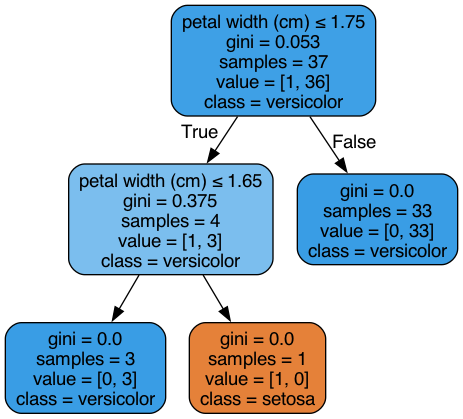 petal width (cm) ≤ 1.75
gini = 0.053
samples = 37
value = [1, 36]
class = versicolor
True
False
petal width (cm) ≤ 1.65
gini = 0.375
samples = 4
value = [1, 3]
class = versicolor
gini = 0.0
samples = 33
value = [0, 33]
class = versicolor
gini = 0.0
samples = 3
value = [0, 3]
class = versicolor
gini = 0.0
samples = 1
value = [1, 0]
class = setosa